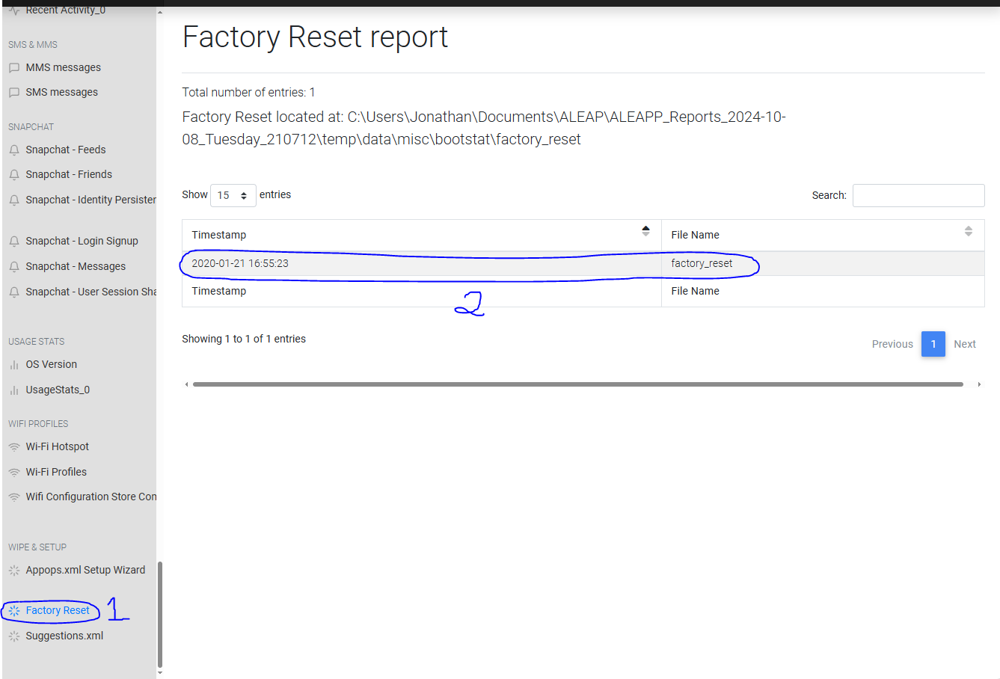 Recent Activity_0
SMS & MMS
MMS messages
SMS messages
SNAPCHAT
Snapchat - Feeds
Snapchat - Friends
Snapchat - Identity Persister
Snapchat - Login Signup
Snapchat - Messages
Snapchat - User Session Sha
USAGE STATS
OS Version
UsageStats_0
WIFI PROFILES
Wi-Fi Hotspot
Wi-Fi Profiles
Wifi Configuration Store Con
WIPE & SETUP
Appops.xml Setup Wizard
Factory Reset 1
Suggestions.xml
Factory Reset report
Total number of entries: 1
Factory Reset located at: C:\Users\Jonathan\Documents\ALEAP\ALEAPP_Reports_2024-10-
08_Tuesday_210712\temp\data\misc\bootstat\factory_reset
Show 15 entries Search:
Timestamp File Name
2020-01-21 16:55:23 factory_reset
Timestamp File Name
2
Showing 1 to 1 of 1 entries
Previous 1 Next